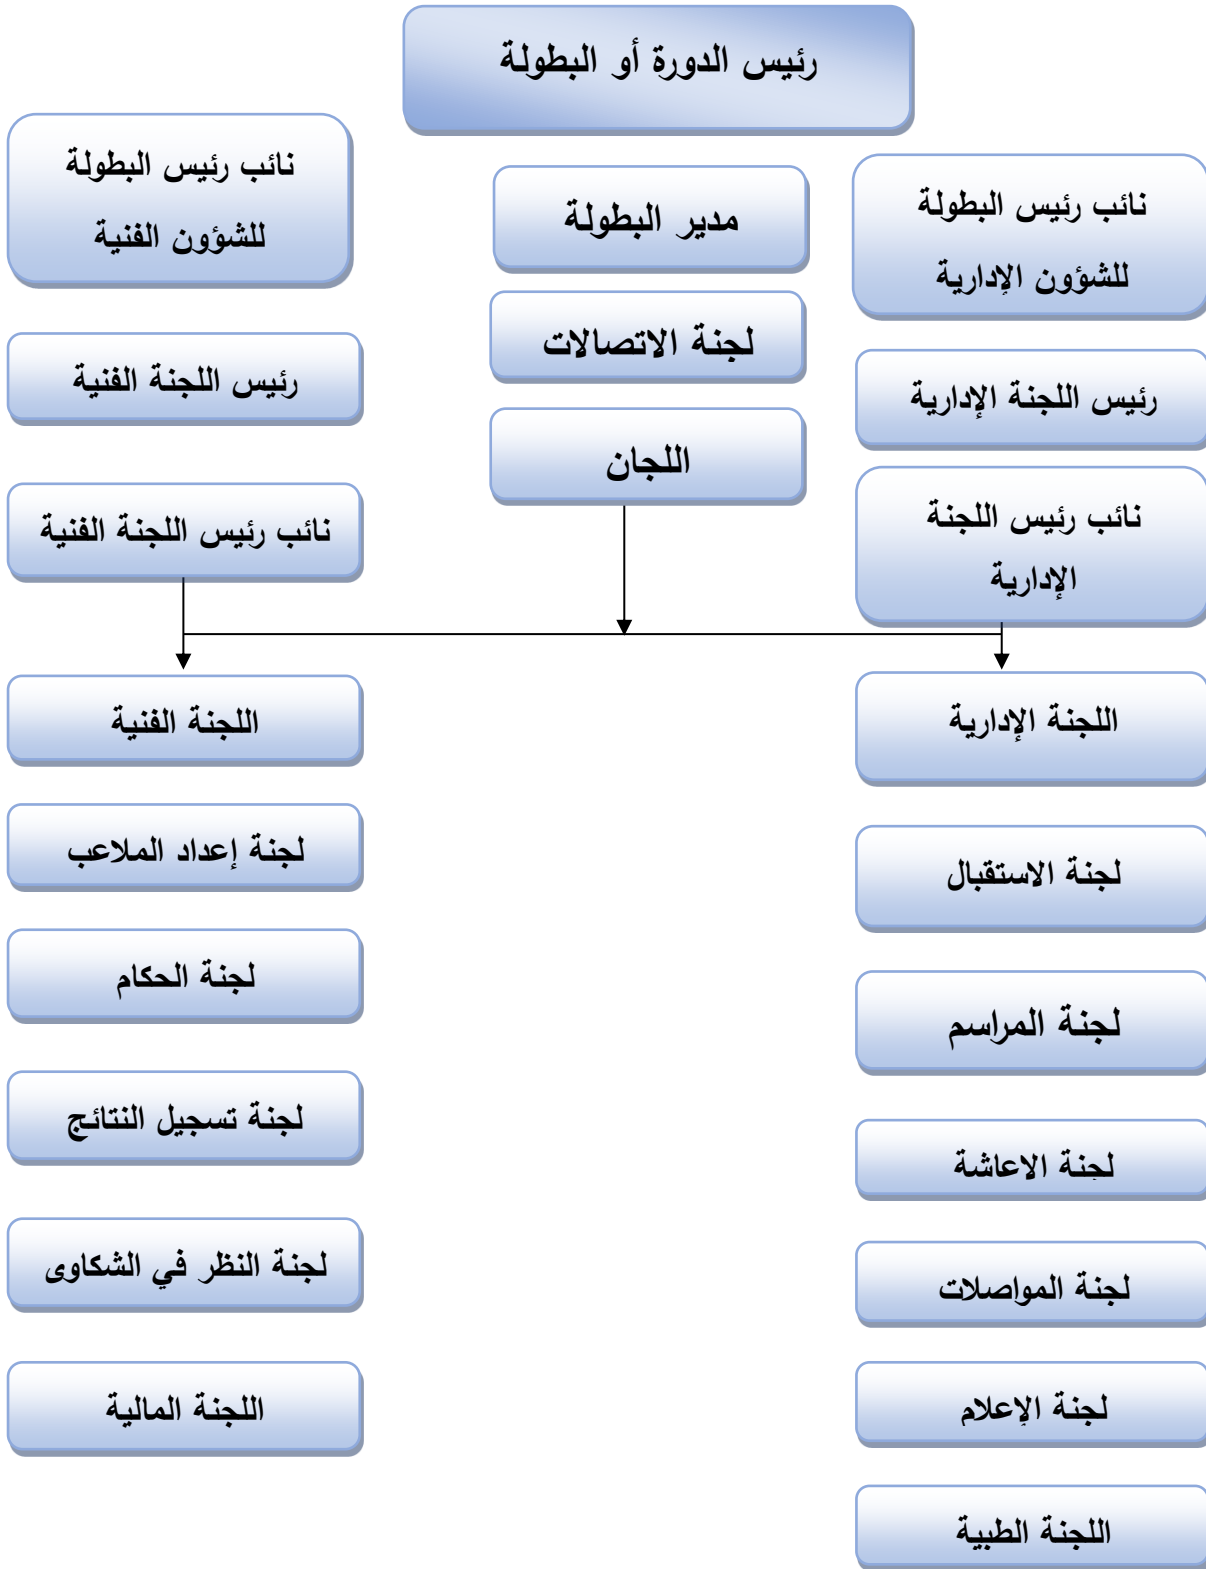 رئيس الدورة أو البطولة
نائب رئيس البطولة
للشؤون الإدارية
مدير البطولة
نائب رئيس البطولة
للشؤون الفنية
لجنة الاتصالات
رئيس اللجنة الإدارية
رئيس اللجنة الفنية
اللجان
نائب رئيس اللجنة
الإدارية
نائب رئيس اللجنة الفنية
اللجنة الإدارية
اللجنة الفنية
لجنة الاستقبال
لجنة إعداد الملاعب
لجنة المراسم
لجنة الحكام
لجنة الاعاشة
لجنة تسجيل النتائج
لجنة المواصلات
لجنة النظر في الشكاوى
لجنة الإعلام
اللجنة المالية
اللجنة الطبية